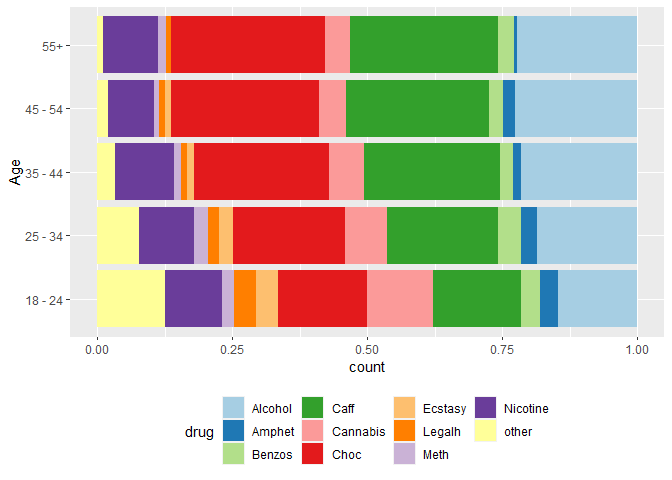 Age
55+
45 - 54
35 - 44
25 - 34
18 - 24
0.00 0.25 0.50 0.75 1.00
count
drug
Alcohol Caff Ecstasy Nicotine
Amphet Cannabis Legalh other
Benzos Choc Meth